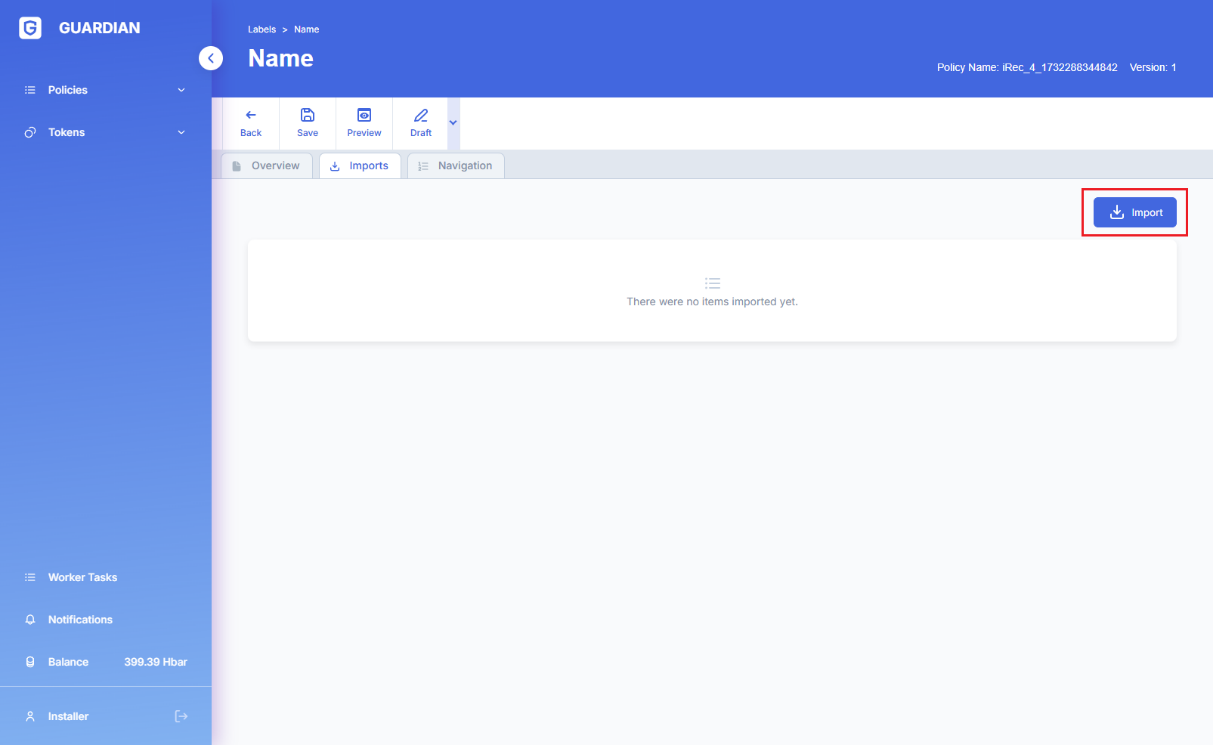 GUARDIAN
Policies
Tokens
Worker Tasks
Notifications
Balance 399.39 Hbar
Installer
Labels > Name
Name
Policy Name: iRec_4_1732288344842 Version: 1
Back Save Preview Draft
Overview Imports Navigation
Import
There were no items imported yet.